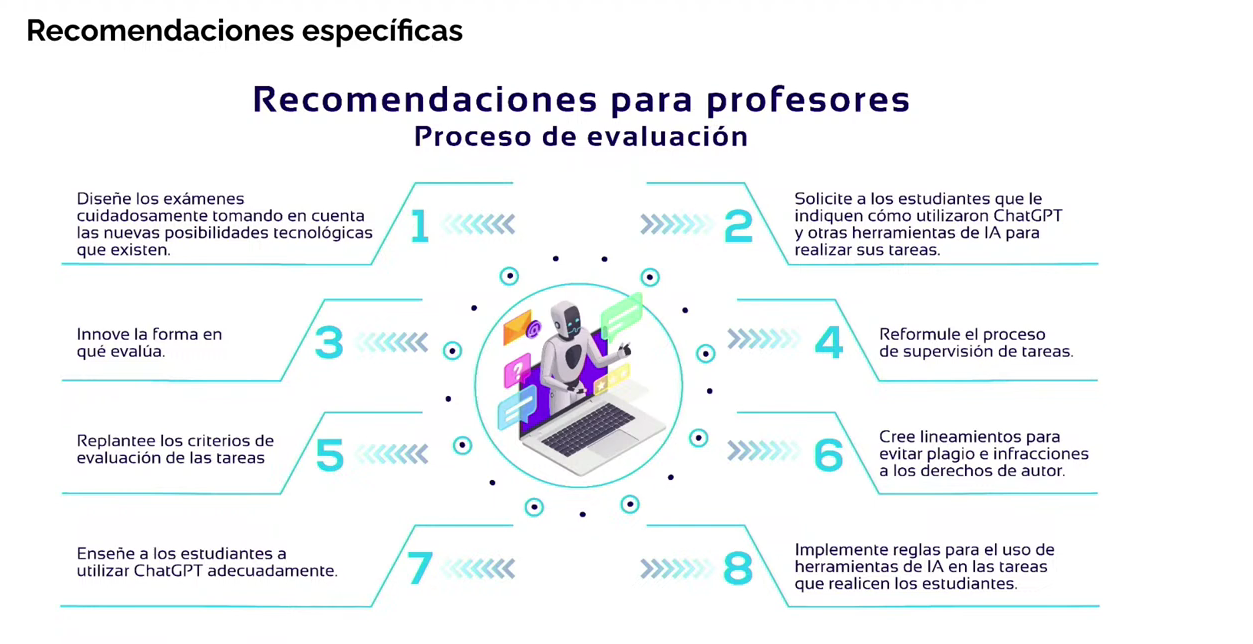 Recomendaciones específicas
Recomendaciones para profesores
Proceso de evaluación
Diseñe los exámenes
cuidadosamente tomando en cuenta
las nuevas posibilidades tecnológicas
que existen.
1
2
Solicite a los estudiantes que le
indiquen cómo utilizaron ChatGPT
y otras herramientas de IA para
realizar sus tareas.
Innove la forma en
qué evalúa.
3
4
Reformule el proceso
de supervisión de tareas.
Replantee los criterios de
evaluación de las tareas
5
6
Cree lineamientos para
evitar plagio e infracciones
a los derechos de autor.
Enseñe a los estudiantes a
utilizar ChatGPT adecuadamente.
7
8
Implemente reglas para el uso de
herramientas de IA en las tareas
que realicen los estudiantes.